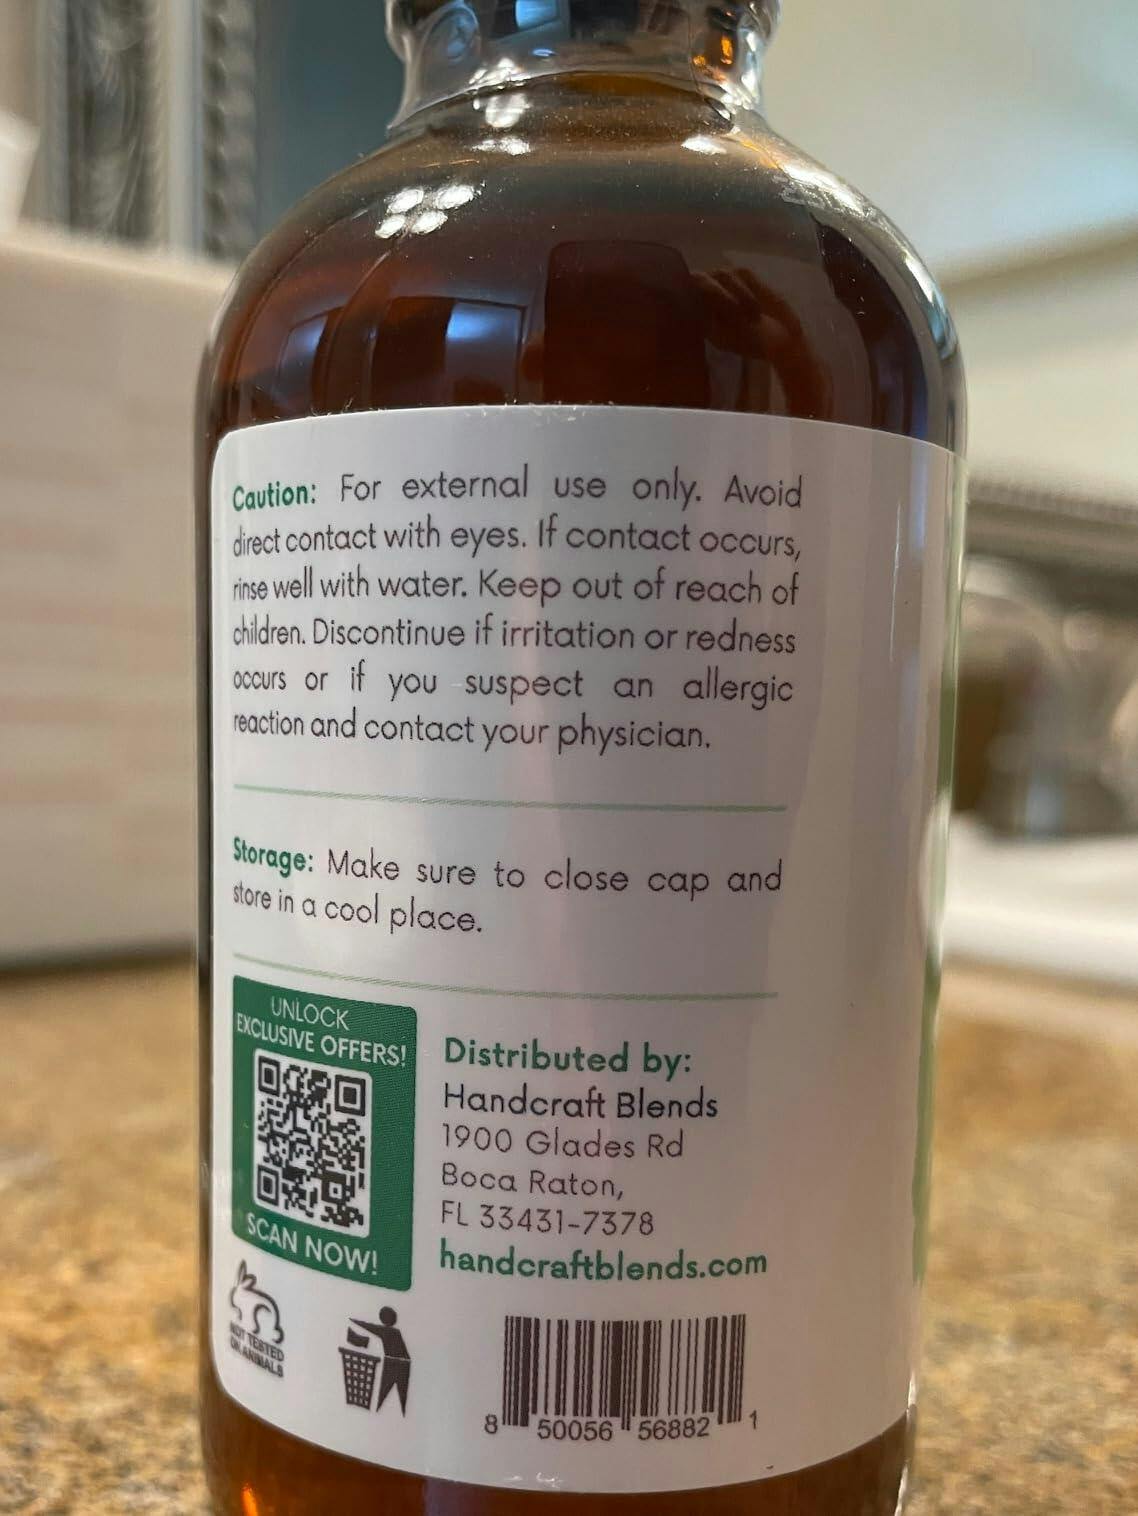 Caution: For external use only. Avoid
direct contact with eyes. If contact occurs,
rinse well with water. Keep out of reach of
children. Discontinue if irritation or redness
occurs or if you suspect an allergic
reaction and contact your physician.
Storage: Make sure to close cap and
store in a cool place.
UNLOCK
EXCLUSIVE OFFERS!
SCAN NOW!
Distributed by:
Handcraft Blends
1900 Glades Rd
Boca Raton,
FL 33431-7378
handcraftblends.com
NOT TESTED
ON ANIMALS
8 50056 56882 1